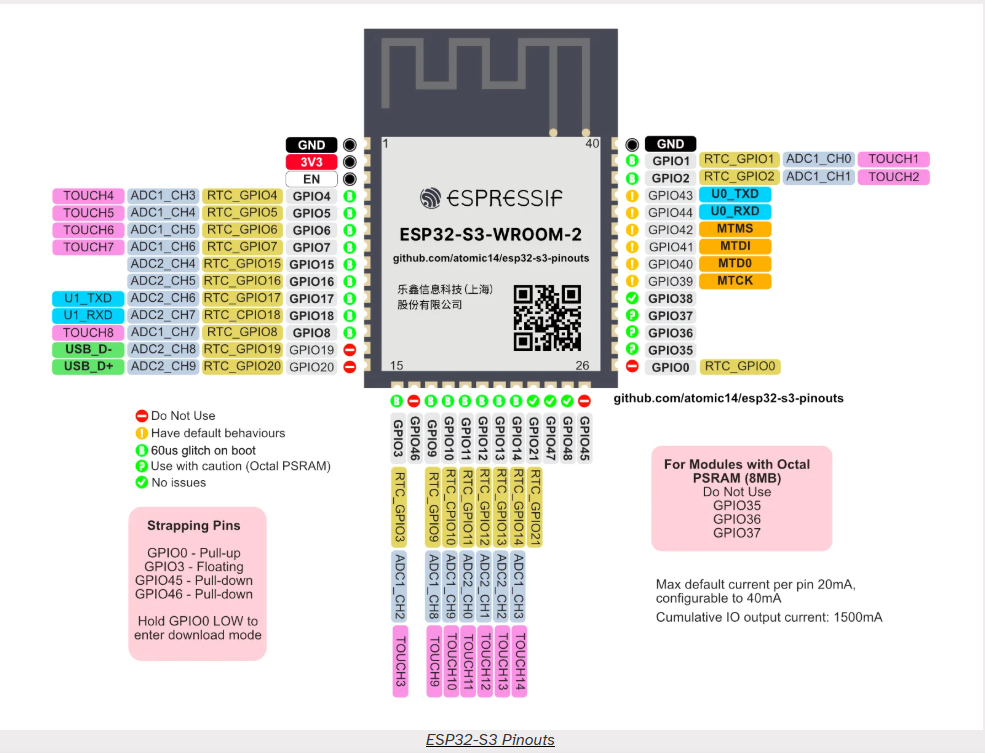 GND
3V3
EN
TOUCH4 ADC1_CH3 RTC_GPIO4 GPIO4
TOUCH5 ADC1_CH4 RTC_GPIO5 GPIO5
TOUCH6 ADC1_CH5 RTC_GPIO6 GPIO6
TOUCH7 ADC1_CH6 RTC_GPIO7 GPIO7
ADC2_CH4 RTC_GPIO15 GPIO15
ADC2_CH5 RTC_GPIO16 GPIO16
U1_TXD ADC2_CH6 RTC_GPIO17 GPIO17
U1_RXD ADC2_CH7 RTC_CPIO18 GPIO18
TOUCH8 ADC1_CH7 RTC_GPIO8 GPIO8
USB_D- ADC2_CH8 RTC_GPIO19 GPIO19
USB_D+ ADC2_CH9 RTC_GPIO20 GPIO20
1 40
ESPRESSIF
ESP32-S3-WROOM-2
github.com/atomic14/esp32-s3-pinouts
乐鑫信息科技(上海)
股份有限公司
15 26
GND
GPIO1 RTC_GPIO1 ADC1_CH0 TOUCH1
GPIO2 RTC_GPIO2 ADC1_CH1 TOUCH2
GPIO43 U0_TXD
GPIO44 U0_RXD
GPIO42 MTMS
GPIO41 MTDI
GPIO40 MTD0
GPIO39 MTCK
GPIO38
GPIO37
GPIO36
GPIO35
GPIO0 RTC_GPIO0
github.com/atomic14/esp32-s3-pinouts
GPIO3 RTC_GPIO3 ADC1_CH2 TOUCH3
GPIO46
GPIO9 RTC_GPIO9 ADC1_CH8 TOUCH9
GPIO10 RTC_CPIO10 ADC1_CH9 TOUCH10
GPIO11 RTC_GPIO11 ADC2_CH0 TOUCH11
GPIO12 RTC_GPIO12 ADC2_CH1 TOUCH12
GPIO13 RTC_GPIO13 ADC2_CH2 TOUCH13
GPIO14 RTC_GPIO14 ADC1_CH3 TOUCH14
GPIO21 RTC_GPIO21
GPIO47
GPIO48
GPIO45
Do Not Use
Have default behaviours
60us glitch on boot
Use with caution (Octal PSRAM)
No issues
Strapping Pins
GPIO0 - Pull-up
GPIO3 - Floating
GPIO45 - Pull-down
GPIO46 - Pull-down
Hold GPIO0 LOW to
enter download mode
For Modules with Octal
PSRAM (8MB)
Do Not Use
GPIO35
GPIO36
GPIO37
Max default current per pin 20mA,
configurable to 40mA
Cumulative IO output current: 1500mA
ESP32-S3 Pinouts